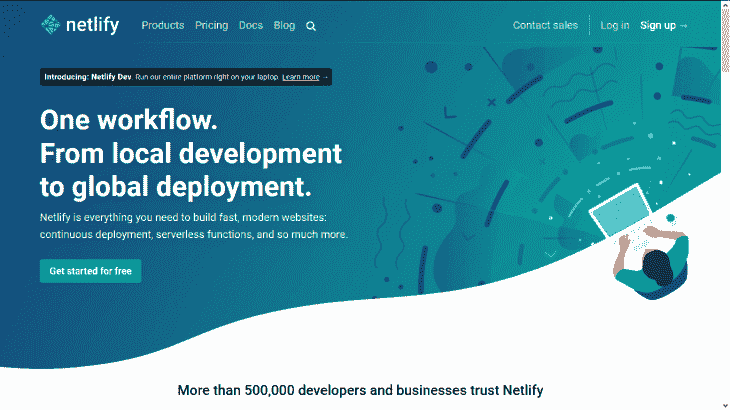 netlify
Products Pricing Docs Blog
Contact sales Log in Sign up →
Introducing: Netlify Dev. Run our entire platform right on your laptop. Learn more →
One workflow.
From local development
to global deployment.
Netlify is everything you need to build fast, modern websites:
continuous deployment, serverless functions, and so much more.
Get started for free
More than 500,000 developers and businesses trust Netlify